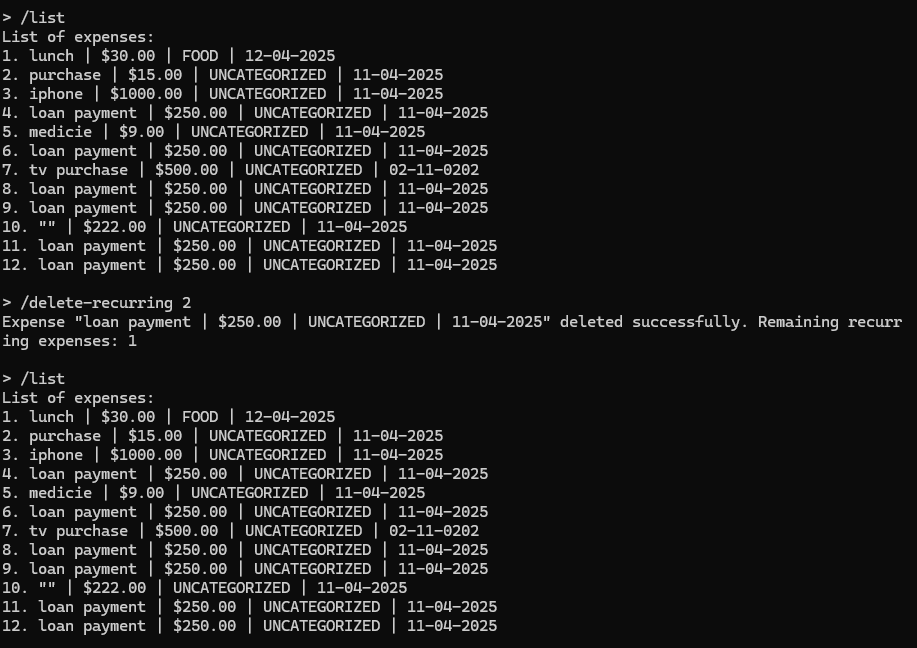 > /list
List of expenses:
1. lunch | $30.00 | FOOD | 12-04-2025
2. purchase | $15.00 | UNCATEGORIZED | 11-04-2025
3. iphone | $1000.00 | UNCATEGORIZED | 11-04-2025
4. loan payment | $250.00 | UNCATEGORIZED | 11-04-2025
5. medicie | $9.00 | UNCATEGORIZED | 11-04-2025
6. loan payment | $250.00 | UNCATEGORIZED | 11-04-2025
7. tv purchase | $500.00 | UNCATEGORIZED | 02-11-0202
8. loan payment | $250.00 | UNCATEGORIZED | 11-04-2025
9. loan payment | $250.00 | UNCATEGORIZED | 11-04-2025
10. "" | $222.00 | UNCATEGORIZED | 11-04-2025
11. loan payment | $250.00 | UNCATEGORIZED | 11-04-2025
12. loan payment | $250.00 | UNCATEGORIZED | 11-04-2025
> /delete-recurring 2
Expense "loan payment | $250.00 | UNCATEGORIZED | 11-04-2025" deleted successfully. Remaining recurr
ing expenses: 1
> /list
List of expenses:
1. lunch | $30.00 | FOOD | 12-04-2025
2. purchase | $15.00 | UNCATEGORIZED | 11-04-2025
3. iphone | $1000.00 | UNCATEGORIZED | 11-04-2025
4. loan payment | $250.00 | UNCATEGORIZED | 11-04-2025
5. medicie | $9.00 | UNCATEGORIZED | 11-04-2025
6. loan payment | $250.00 | UNCATEGORIZED | 11-04-2025
7. tv purchase | $500.00 | UNCATEGORIZED | 02-11-0202
8. loan payment | $250.00 | UNCATEGORIZED | 11-04-2025
9. loan payment | $250.00 | UNCATEGORIZED | 11-04-2025
10. "" | $222.00 | UNCATEGORIZED | 11-04-2025
11. loan payment | $250.00 | UNCATEGORIZED | 11-04-2025
12. loan payment | $250.00 | UNCATEGORIZED | 11-04-2025